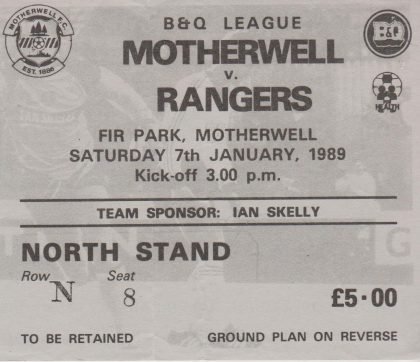 MOTHERWELL F.C.
EST. 1886
B&Q LEAGUE
B&Q
MOTHERWELL
v.
RANGERS
HEALTH
FIR PARK, MOTHERWELL
SATURDAY 7th JANUARY, 1989
Kick-off 3.00 p.m.
TEAM SPONSOR: IAN SKELLY
NORTH STAND
Row Seat
N 8 £5·00
TO BE RETAINED GROUND PLAN ON REVERSE